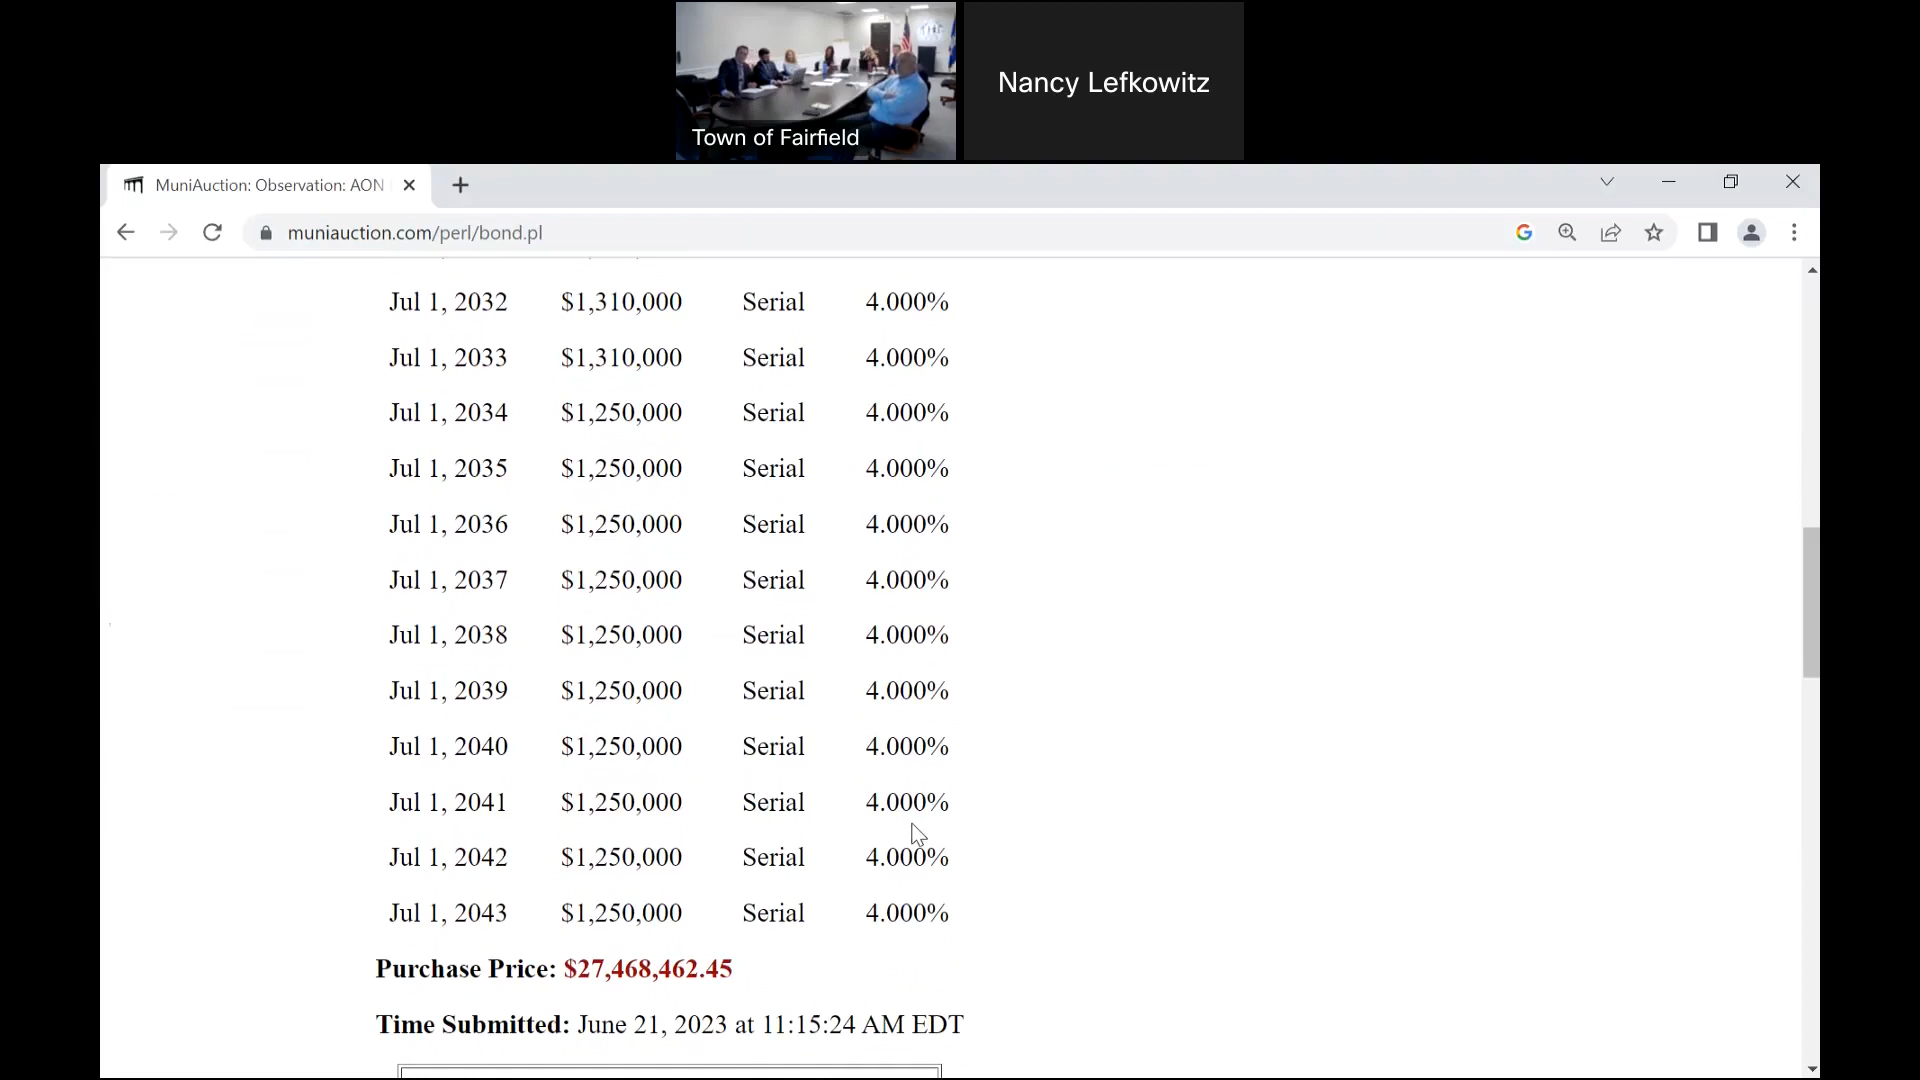 Town of Fairfield
Nancy Lefkowitz
MuniAuction: Observation: AON
muniauction.com/perl/bond.pl
Jul 1, 2032 $1,310,000 Serial 4.000%
Jul 1, 2033 $1,310,000 Serial 4.000%
Jul 1, 2034 $1,250,000 Serial 4.000%
Jul 1, 2035 $1,250,000 Serial 4.000%
Jul 1, 2036 $1,250,000 Serial 4.000%
Jul 1, 2037 $1,250,000 Serial 4.000%
Jul 1, 2038 $1,250,000 Serial 4.000%
Jul 1, 2039 $1,250,000 Serial 4.000%
Jul 1, 2040 $1,250,000 Serial 4.000%
Jul 1, 2041 $1,250,000 Serial 4.000%
Jul 1, 2042 $1,250,000 Serial 4.000%
Jul 1, 2043 $1,250,000 Serial 4.000%
Purchase Price: $27,468,462.45
Time Submitted: June 21, 2023 at 11:15:24 AM EDT